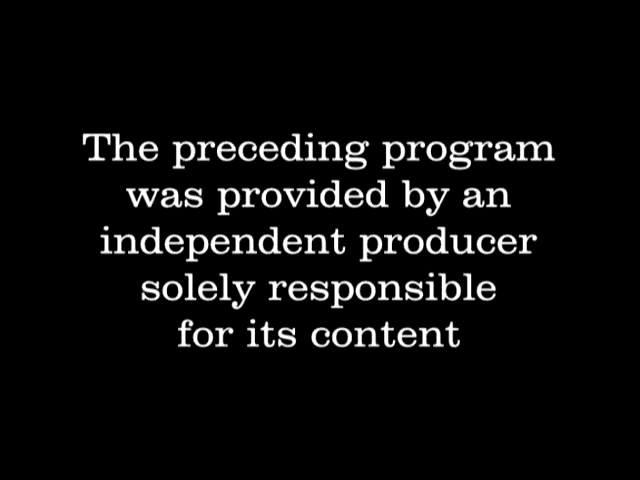 The preceding program
was provided by an
independent producer
solely responsible
for its content